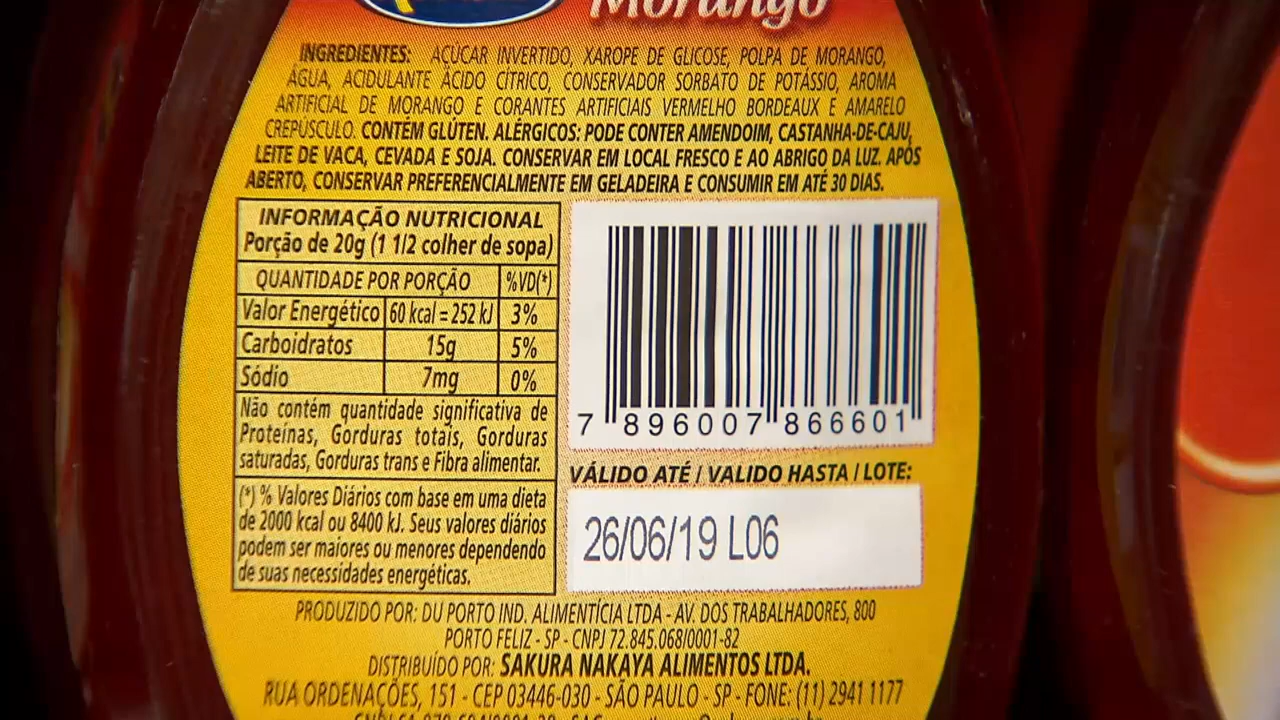 Morango
INGREDIENTES: AÇÚCAR INVERTIDO, XAROPE DE GLICOSE, POLPA DE MORANGO,
ÁGUA, ACIDULANTE ÁCIDO CÍTRICO, CONSERVADOR SORBATO DE POTÁSSIO, AROMA
ARTIFICIAL DE MORANGO E CORANTES ARTIFICIAIS VERMELHO BORDEAUX E AMARELO
CREPÚSCULO. CONTÉM GLÚTEN. ALÉRGICOS: PODE CONTER AMENDOIM, CASTANHA-DE-CAJU,
LEITE DE VACA, CEVADA E SOJA. CONSERVAR EM LOCAL FRESCO E AO ABRIGO DA LUZ. APÓS
ABERTO, CONSERVAR PREFERENCIALMENTE EM GELADEIRA E CONSUMIR EM ATÉ 30 DIAS.
INFORMAÇÃO NUTRICIONAL
Porção de 20g (1 1/2 colher de sopa)
QUANTIDADE POR PORÇÃO %VD(*)
Valor Energético 60 kcal = 252 kJ 3%
Carboidratos 15g 5%
Sódio 7mg 0%
Não contém quantidade significativa de
Proteínas, Gorduras totais, Gorduras
saturadas, Gorduras trans e Fibra alimentar.
(*) % Valores Diários com base em uma dieta
de 2000 kcal ou 8400 kJ. Seus valores diários
podem ser maiores ou menores dependendo
de suas necessidades energéticas.
7 896007 866601
VÁLIDO ATÉ / VALIDO HASTA / LOTE:
26/06/19 L06
PRODUZIDO POR: DU PORTO IND. ALIMENTÍCIA LTDA - AV. DOS TRABALHADORES, 800
PORTO FELIZ - SP - CNPJ 72.845.068/0001-82
DISTRIBUÍDO POR: SAKURA NAKAYA ALIMENTOS LTDA.
RUA ORDENAÇÕES, 151 - CEP 03446-030 - SÃO PAULO - SP - FONE: (11) 2941 1177